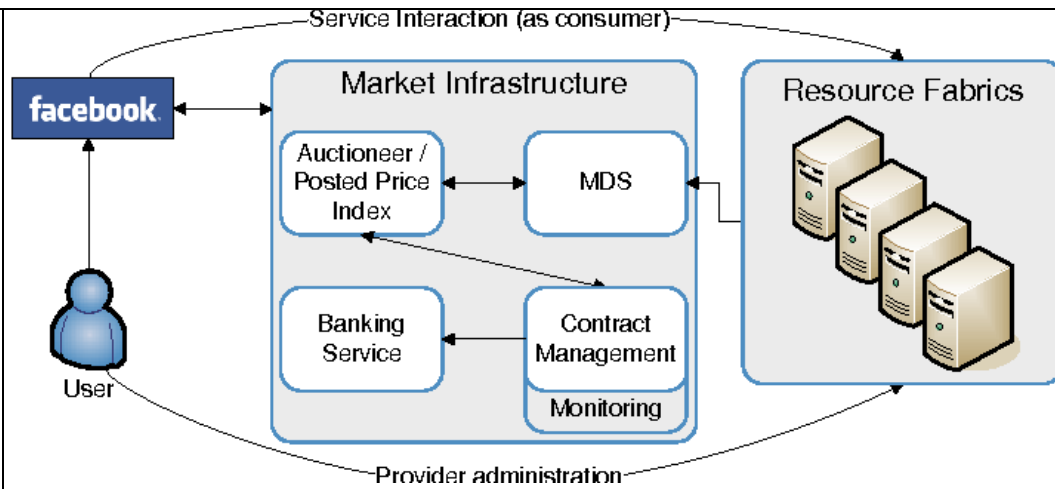 Service Interaction (as consumer)
facebook.
Market Infrastructure
Resource Fabrics
Auctioneer /
Posted Price
Index
MDS
Banking
Service
Contract
Management
Monitoring
User
Provider administration